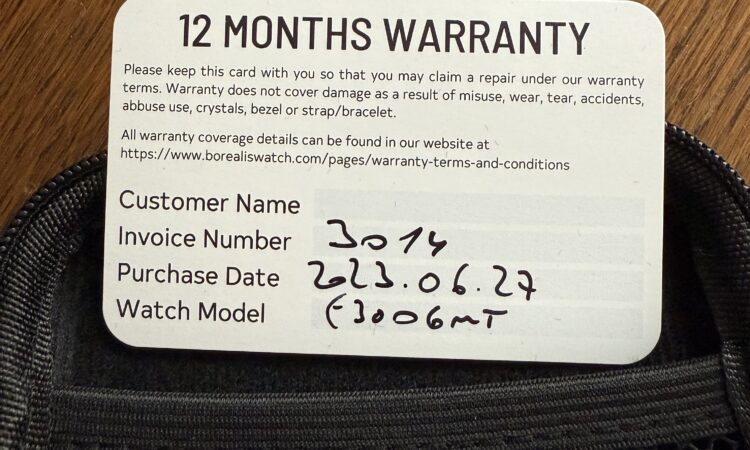 12 MONTHS WARRANTY
Please keep this card with you so that you may claim a repair under our warranty
terms. Warranty does not cover damage as a result of misuse, wear, tear, accidents,
abbuse use, crystals, bezel or strap/bracelet.
All warranty coverage details can be found in our website at
https://www.borealiswatch.com/pages/warranty-terms-and-conditions
Customer Name
Invoice Number 3014
Purchase Date 2023.06.27
Watch Model